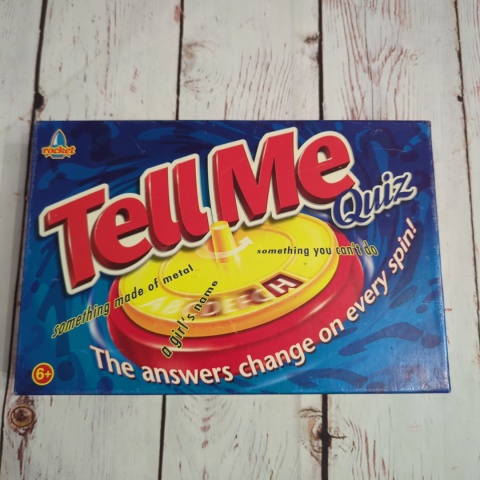 rocket
Tell Me
Quiz
something made of metal
a girl's name
something you can't do
The answers change on every spin!
6+